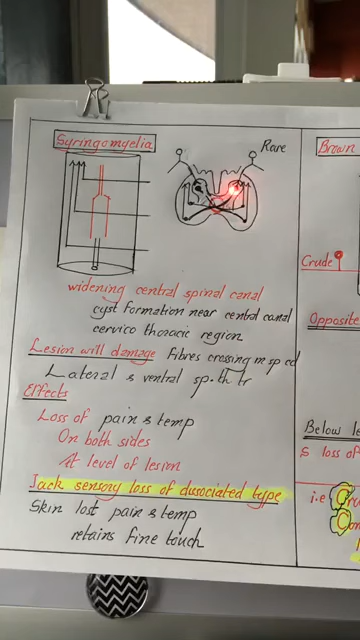 Syringomyelia
Rare
widening central spinal canal
cyst formation near central canal
cervico thoracic region
Lesion will damage Fibres crossing in sp cd
Lateral & ventral sp. th tr
Effects
Loss of pain & temp
On both sides
At level of lesion
Jack sensory loss of dissociated type
Skin lost pain & temp
retains fine touch
Brown
Crude
Opposite
Below le
s loss of
i.e